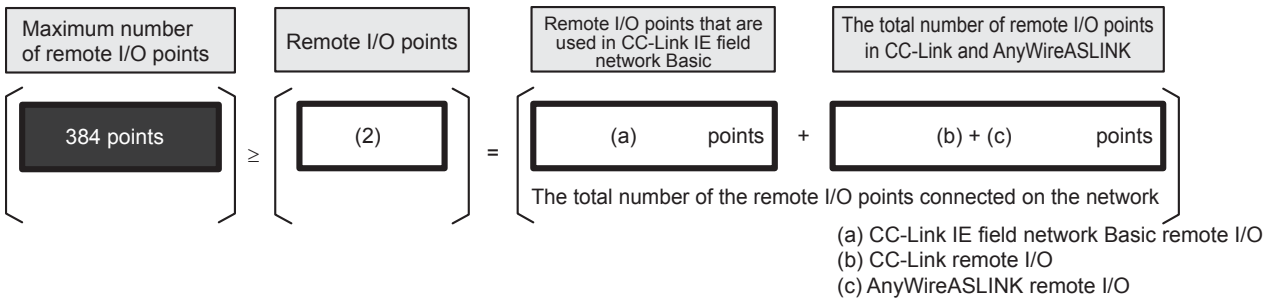 Maximum number
of remote I/O points
Remote I/O points
Remote I/O points that are
used in CC-Link IE field
network Basic
The total number of remote I/O points
in CC-Link and AnyWireASLINK
384 points
≥
(2)
=
(a) points
+
(b) + (c) points
The total number of the remote I/O points connected on the network
(a) CC-Link IE field network Basic remote I/O
(b) CC-Link remote I/O
(c) AnyWireASLINK remote I/O